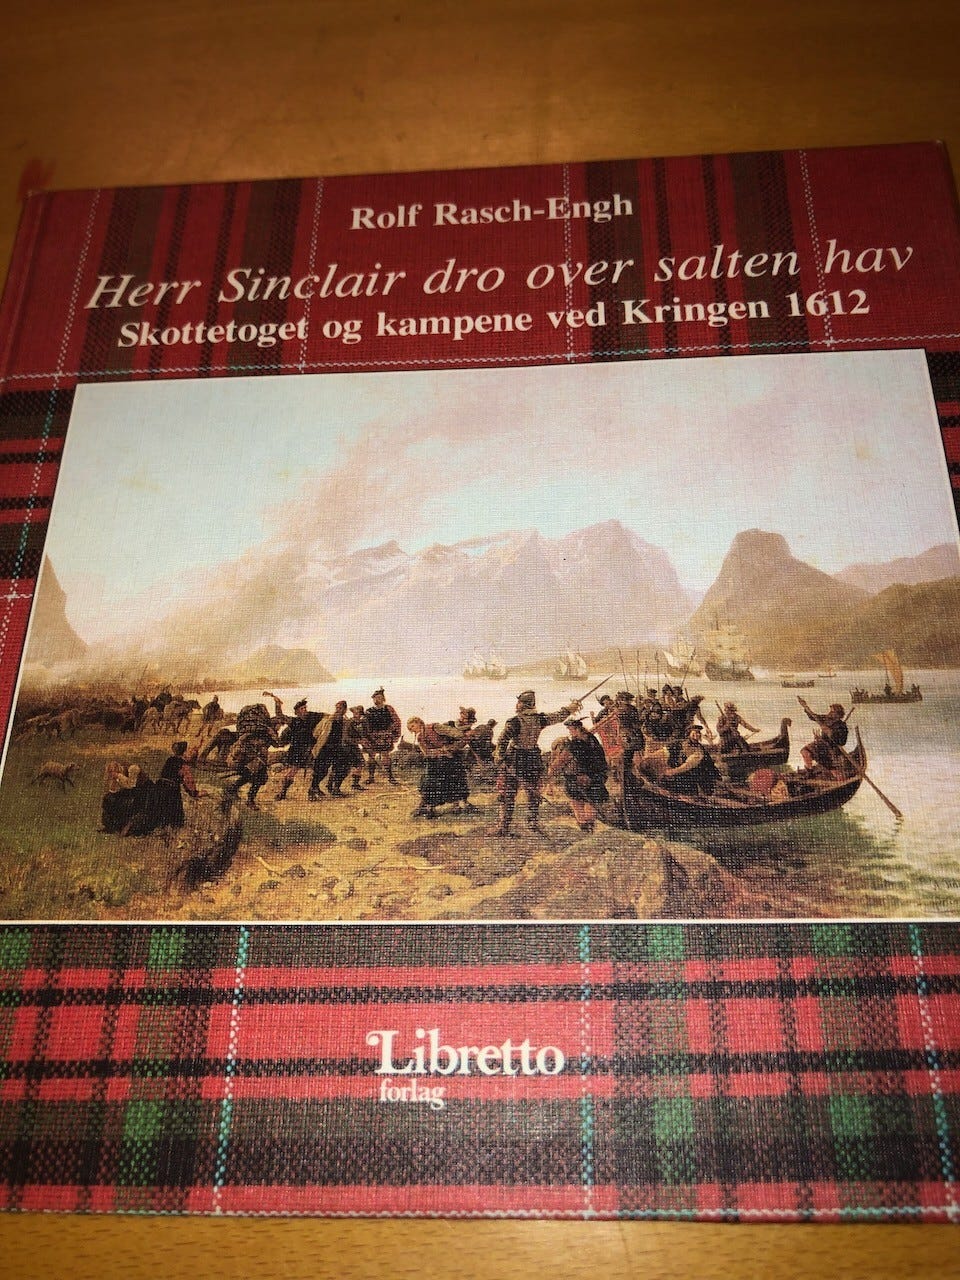 Rolf Rasch-Engh
Herr Sinclair dro over salten hav
Skottetoget og kampene ved Kringen 1612
Libretto
forlag